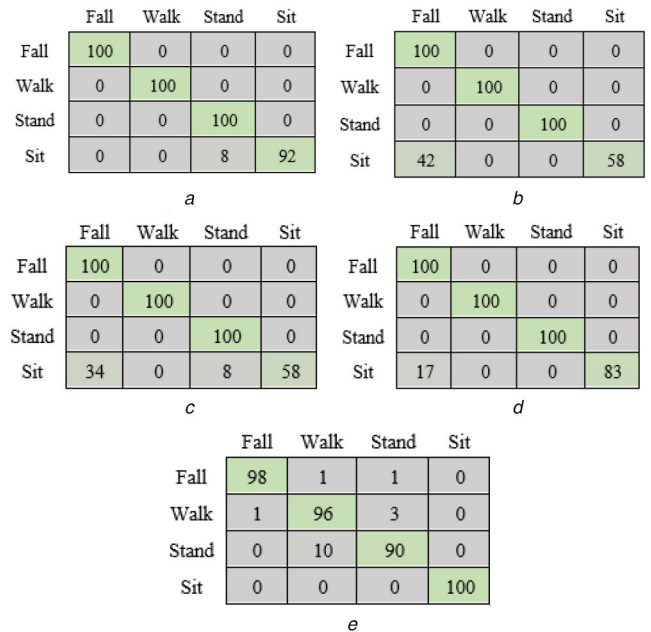 Fall Walk Stand Sit
Fall 100 0 0 0
Walk 0 100 0 0
Stand 0 0 100 0
Sit 0 0 8 92
a
Fall Walk Stand Sit
Fall 100 0 0 0
Walk 0 100 0 0
Stand 0 0 100 0
Sit 42 0 0 58
b
Fall Walk Stand Sit
Fall 100 0 0 0
Walk 0 100 0 0
Stand 0 0 100 0
Sit 34 0 8 58
c
Fall Walk Stand Sit
Fall 100 0 0 0
Walk 0 100 0 0
Stand 0 0 100 0
Sit 17 0 0 83
d
Fall Walk Stand Sit
Fall 98 1 1 0
Walk 1 96 3 0
Stand 0 10 90 0
Sit 0 0 0 100
e